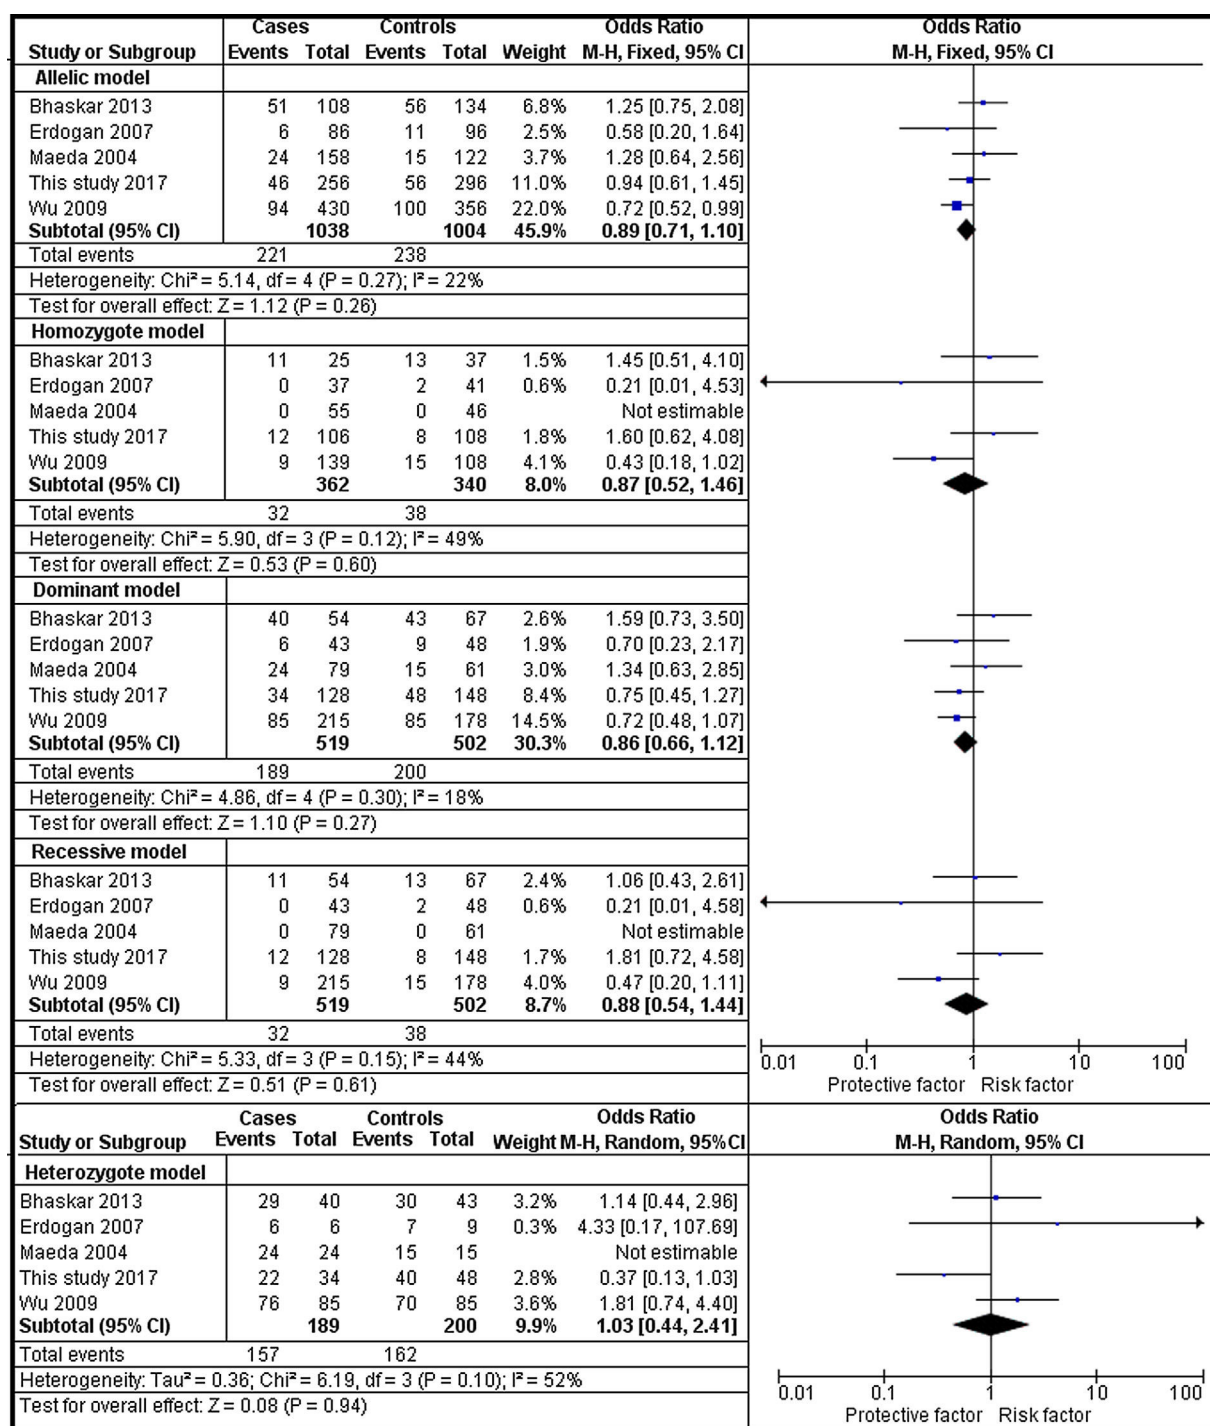 Cases Controls Odds Ratio Odds Ratio
Study or Subgroup Events Total Events Total Weight M-H, Fixed, 95% CI M-H, Fixed, 95% CI
Allelic model
Bhaskar 2013 51 108 56 134 6.8% 1.25 [0.75, 2.08]
Erdogan 2007 6 86 11 96 2.5% 0.58 [0.20, 1.64]
Maeda 2004 24 158 15 122 3.7% 1.28 [0.64, 2.56]
This study 2017 46 256 56 296 11.0% 0.94 [0.61, 1.45]
Wu 2009 94 430 100 356 22.0% 0.72 [0.52, 0.99]
Subtotal (95% CI) 1038 1004 45.9% 0.89 [0.71, 1.10]
Total events 221 238
Heterogeneity: Chi² = 5.14, df = 4 (P = 0.27); I² = 22%
Test for overall effect: Z = 1.12 (P = 0.26)
Homozygote model
Bhaskar 2013 11 25 13 37 1.5% 1.45 [0.51, 4.10]
Erdogan 2007 0 37 2 41 0.6% 0.21 [0.01, 4.53]
Maeda 2004 0 55 0 46 Not estimable
This study 2017 12 106 8 108 1.8% 1.60 [0.62, 4.08]
Wu 2009 9 139 15 108 4.1% 0.43 [0.18, 1.02]
Subtotal (95% CI) 362 340 8.0% 0.87 [0.52, 1.46]
Total events 32 38
Heterogeneity: Chi² = 5.90, df = 3 (P = 0.12); I² = 49%
Test for overall effect: Z = 0.53 (P = 0.60)
Dominant model
Bhaskar 2013 40 54 43 67 2.6% 1.59 [0.73, 3.50]
Erdogan 2007 6 43 9 48 1.9% 0.70 [0.23, 2.17]
Maeda 2004 24 79 15 61 3.0% 1.34 [0.63, 2.85]
This study 2017 34 128 48 148 8.4% 0.75 [0.45, 1.27]
Wu 2009 85 215 85 178 14.5% 0.72 [0.48, 1.07]
Subtotal (95% CI) 519 502 30.3% 0.86 [0.66, 1.12]
Total events 189 200
Heterogeneity: Chi² = 4.86, df = 4 (P = 0.30); I² = 18%
Test for overall effect: Z = 1.10 (P = 0.27)
Recessive model
Bhaskar 2013 11 54 13 67 2.4% 1.06 [0.43, 2.61]
Erdogan 2007 0 43 2 48 0.6% 0.21 [0.01, 4.58]
Maeda 2004 0 79 0 61 Not estimable
This study 2017 12 128 8 148 1.7% 1.81 [0.72, 4.58]
Wu 2009 9 215 15 178 4.0% 0.47 [0.20, 1.11]
Subtotal (95% CI) 519 502 8.7% 0.88 [0.54, 1.44]
Total events 32 38
Heterogeneity: Chi² = 5.33, df = 3 (P = 0.15); I² = 44%
Test for overall effect: Z = 0.51 (P = 0.61)
0.01 0.1 1 10 100
Protective factor Risk factor
Cases Controls Odds Ratio Odds Ratio
Study or Subgroup Events Total Events Total Weight M-H, Random, 95%CI M-H, Random, 95% CI
Heterozygote model
Bhaskar 2013 29 40 30 43 3.2% 1.14 [0.44, 2.96]
Erdogan 2007 6 6 7 9 0.3% 4.33 [0.17, 107.69]
Maeda 2004 24 24 15 15 Not estimable
This study 2017 22 34 40 48 2.8% 0.37 [0.13, 1.03]
Wu 2009 76 85 70 85 3.6% 1.81 [0.74, 4.40]
Subtotal (95% CI) 189 200 9.9% 1.03 [0.44, 2.41]
Total events 157 162
Heterogeneity: Tau² = 0.36; Chi² = 6.19, df = 3 (P = 0.10); I² = 52%
Test for overall effect: Z = 0.08 (P = 0.94)
0.01 0.1 1 10 100
Protective factor Risk factor